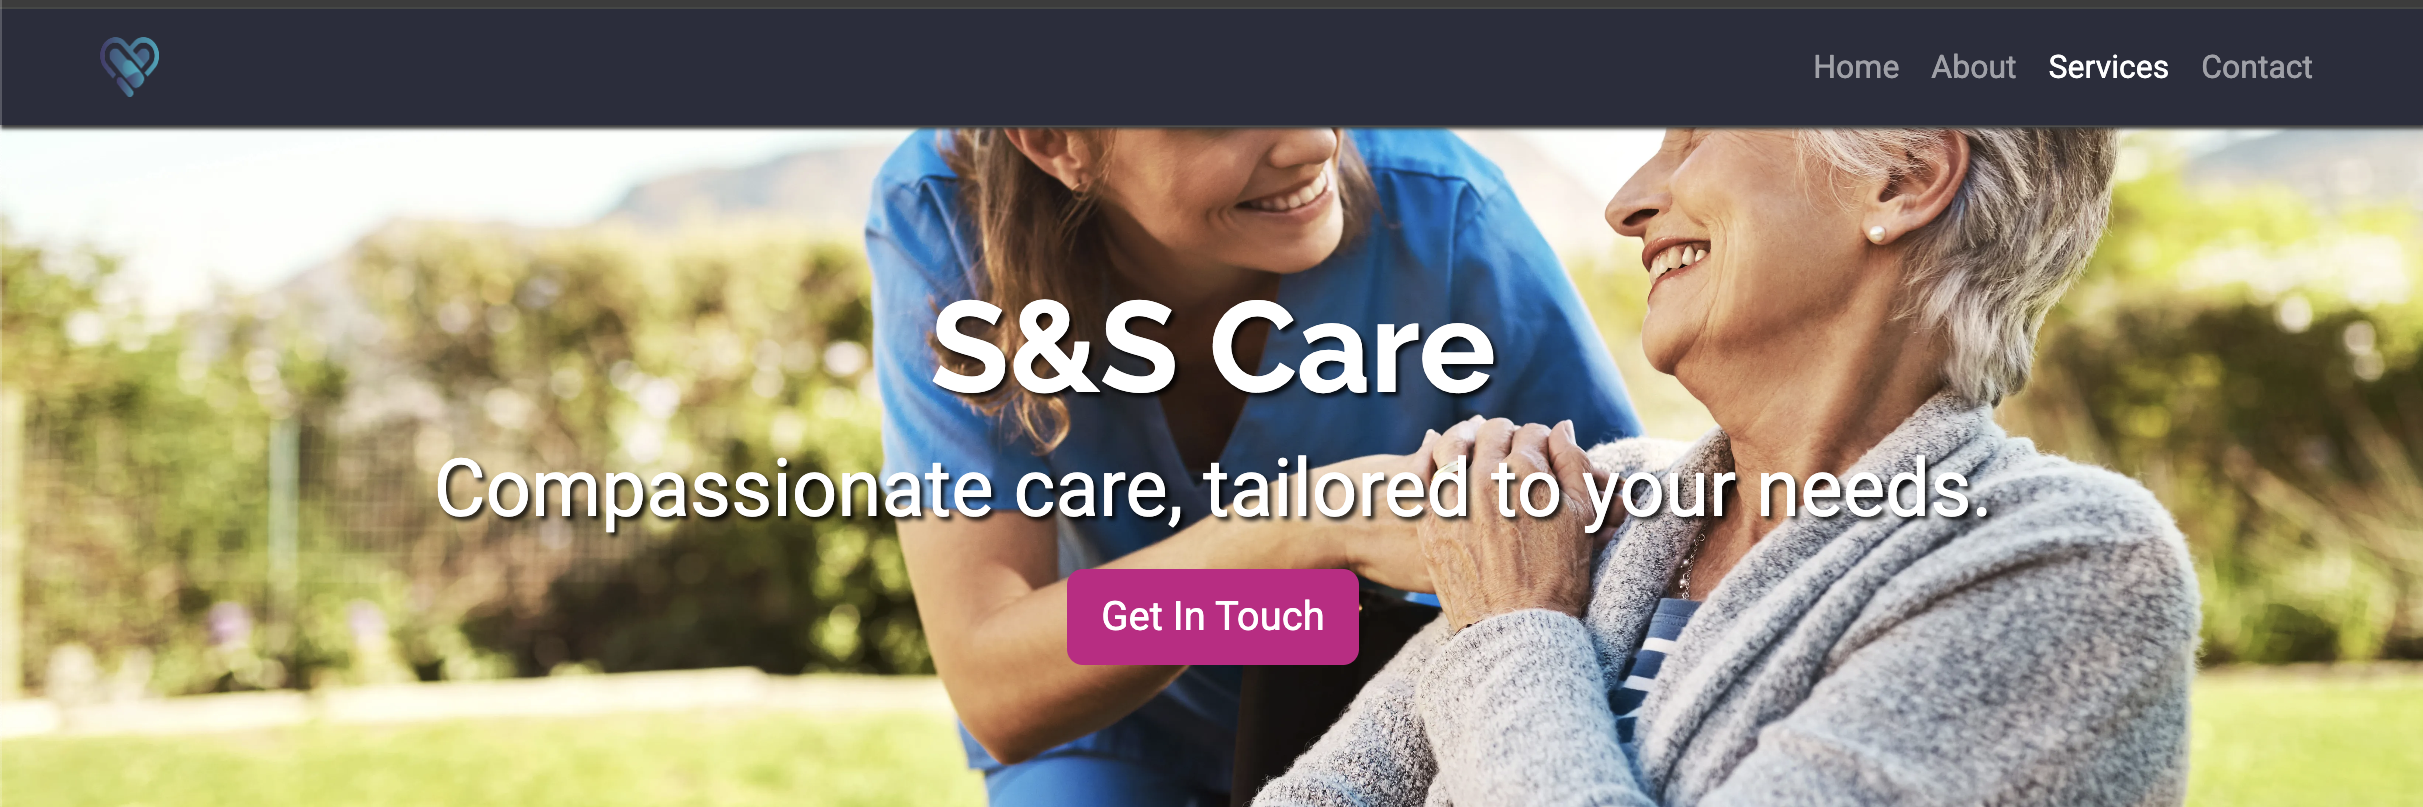 Home About Services Contact
S&S Care
Compassionate care, tailored to your needs.
Get In Touch